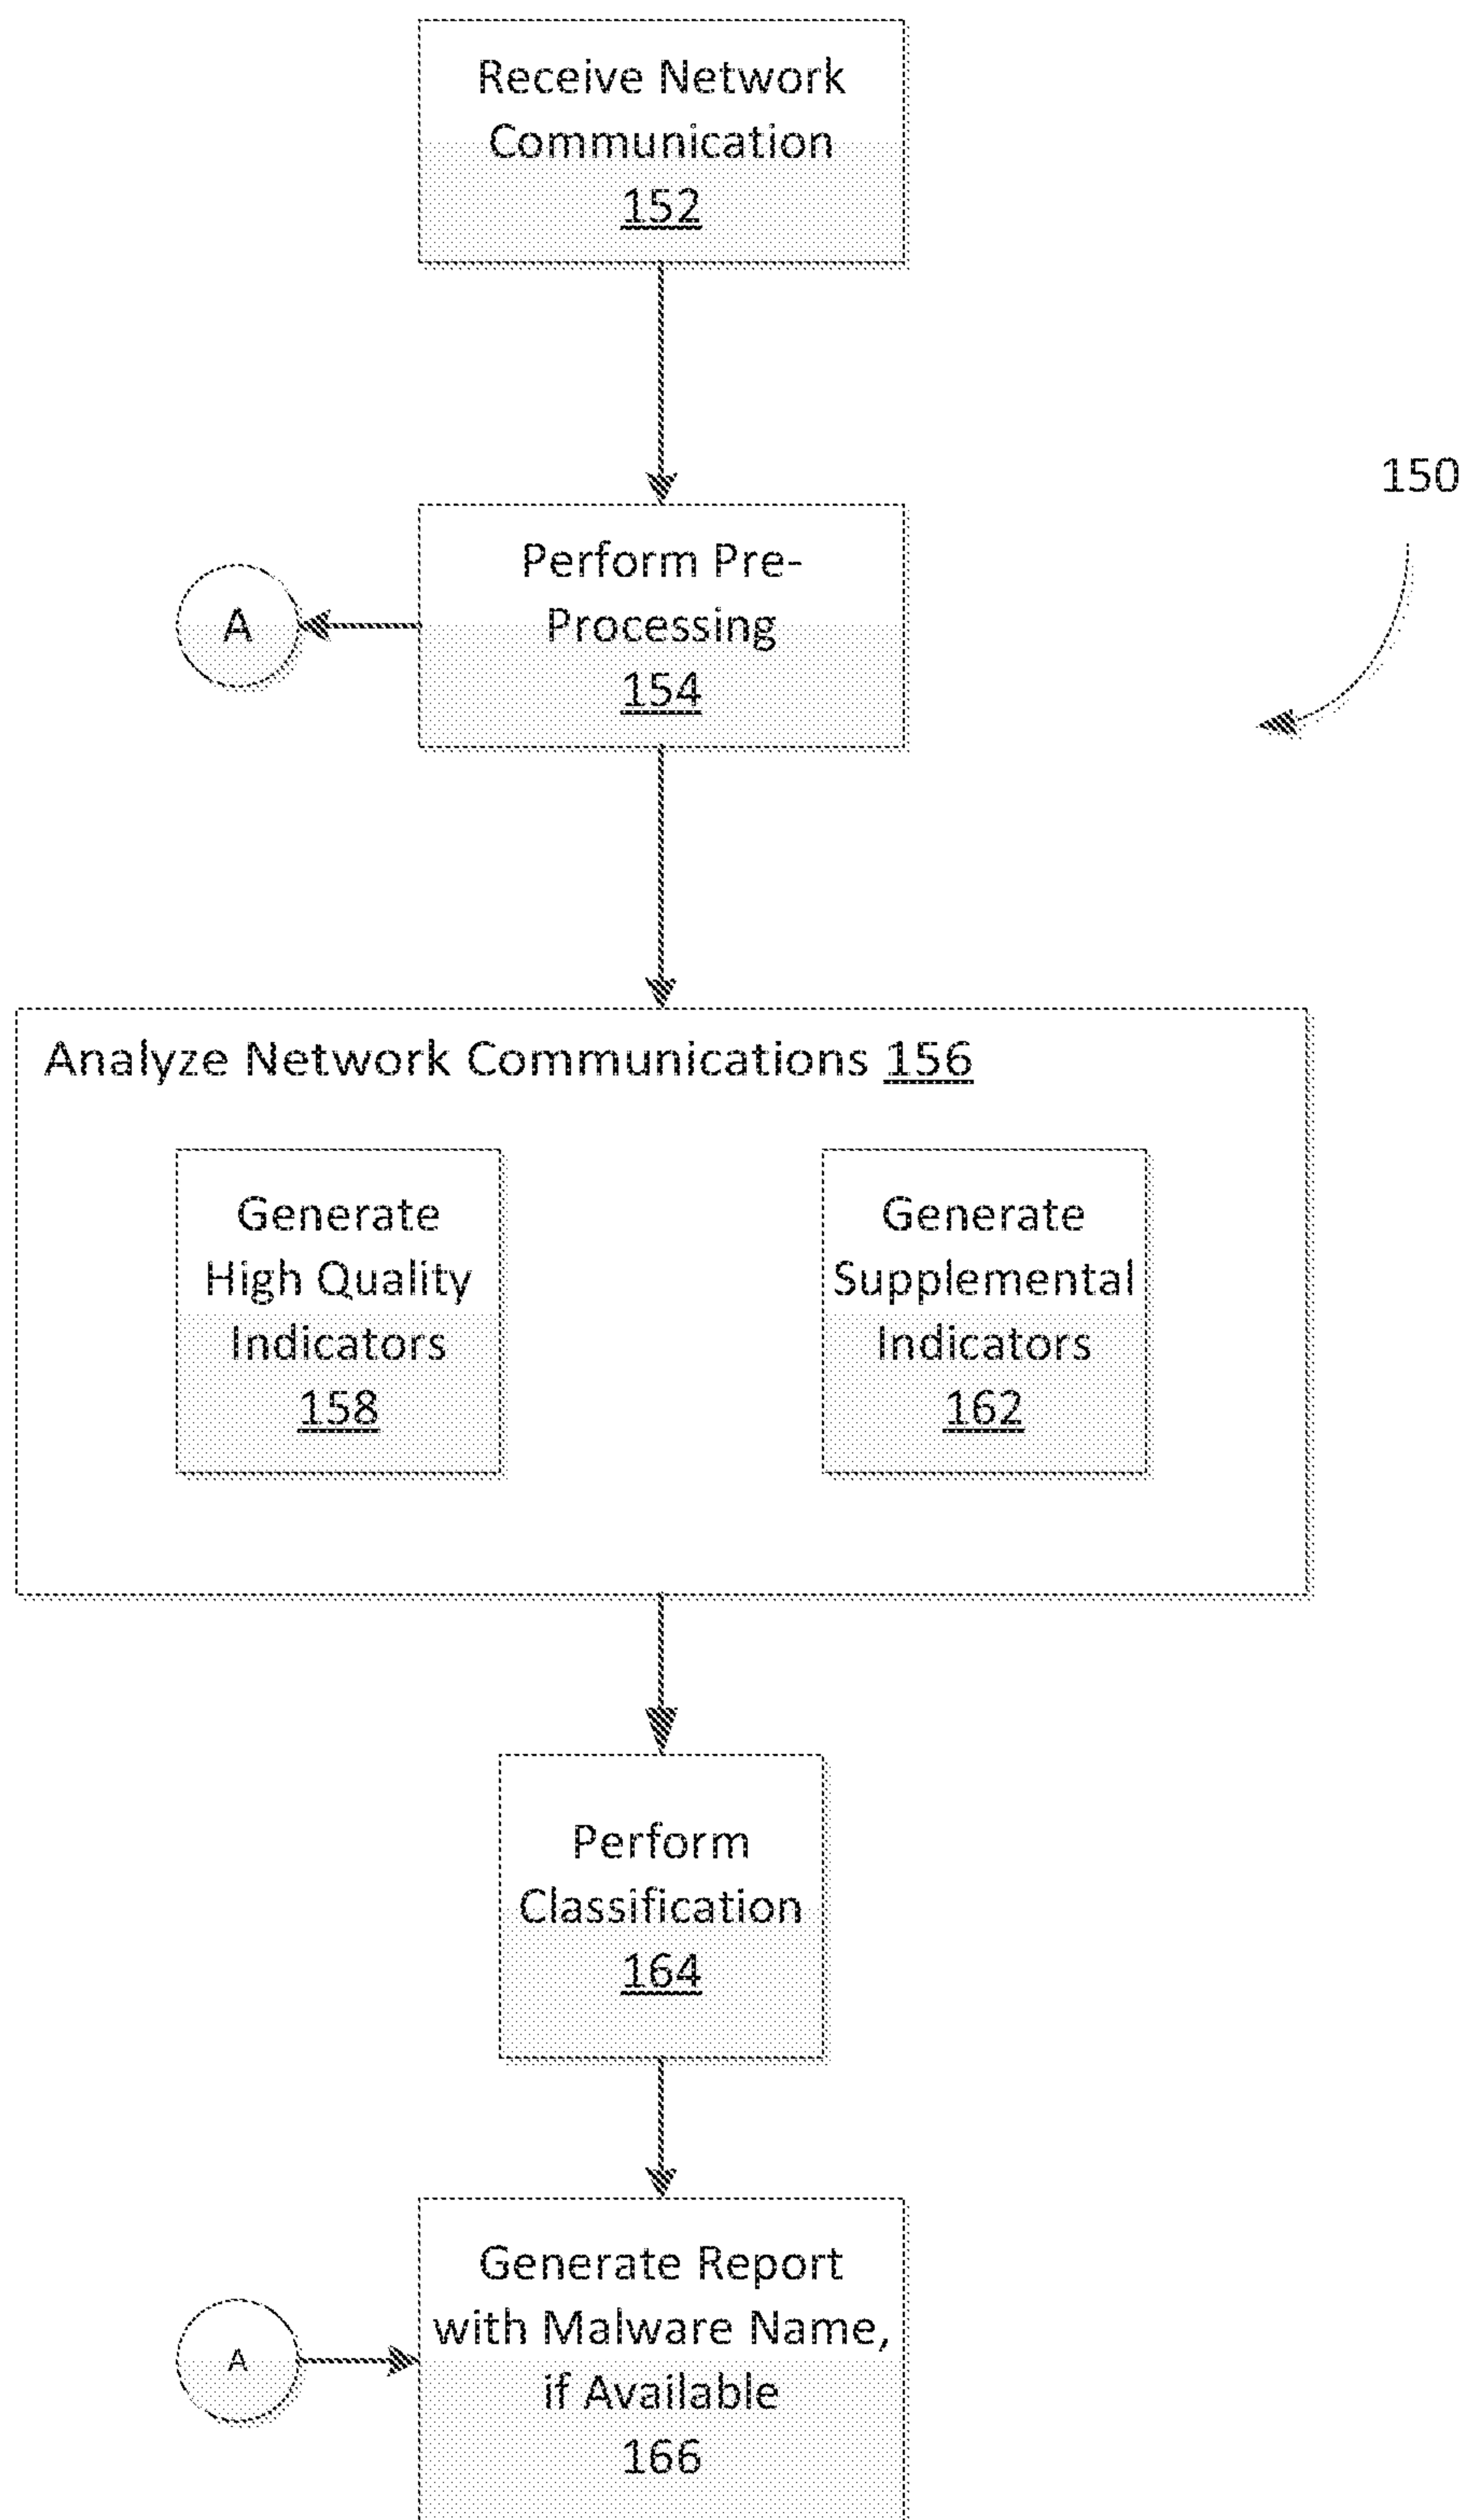 Receive Network
Communication
152
150
Perform Pre-
Processing
154
A
Analyze Network Communications 156
Generate
High Quality
Indicators
158
Generate
Supplemental
Indicators
162
Perform
Classification
164
Generate Report
with Malware Name,
if Available
166
A